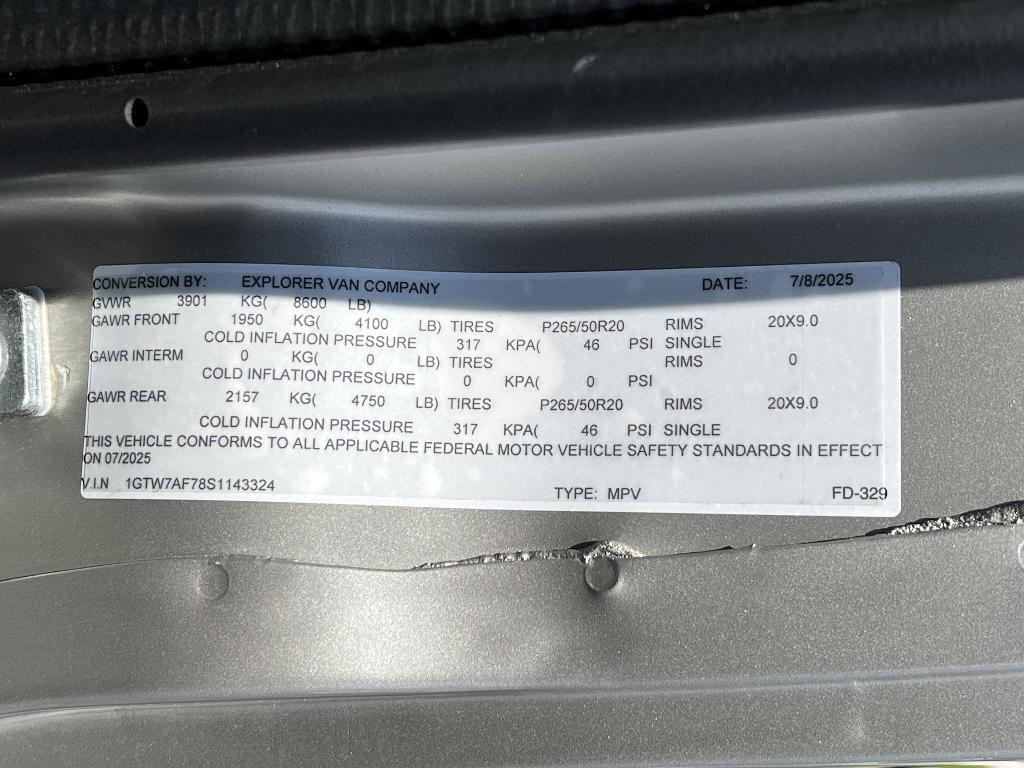 CONVERSION BY: EXPLORER VAN COMPANY DATE: 7/8/2025
GVWR 3901 KG( 8600 LB)
GAWR FRONT 1950 KG( 4100 LB) TIRES P265/50R20 RIMS 20X9.0
COLD INFLATION PRESSURE 317 KPA( 46 PSI SINGLE
GAWR INTERM 0 KG( 0 LB) TIRES RIMS 0
COLD INFLATION PRESSURE 0 KPA( 0 PSI
GAWR REAR 2157 KG( 4750 LB) TIRES P265/50R20 RIMS 20X9.0
COLD INFLATION PRESSURE 317 KPA( 46 PSI SINGLE
THIS VEHICLE CONFORMS TO ALL APPLICABLE FEDERAL MOTOR VEHICLE SAFETY STANDARDS IN EFFECT
ON 07/2025
V.I.N 1GTW7AF78S1143324 TYPE: MPV FD-329